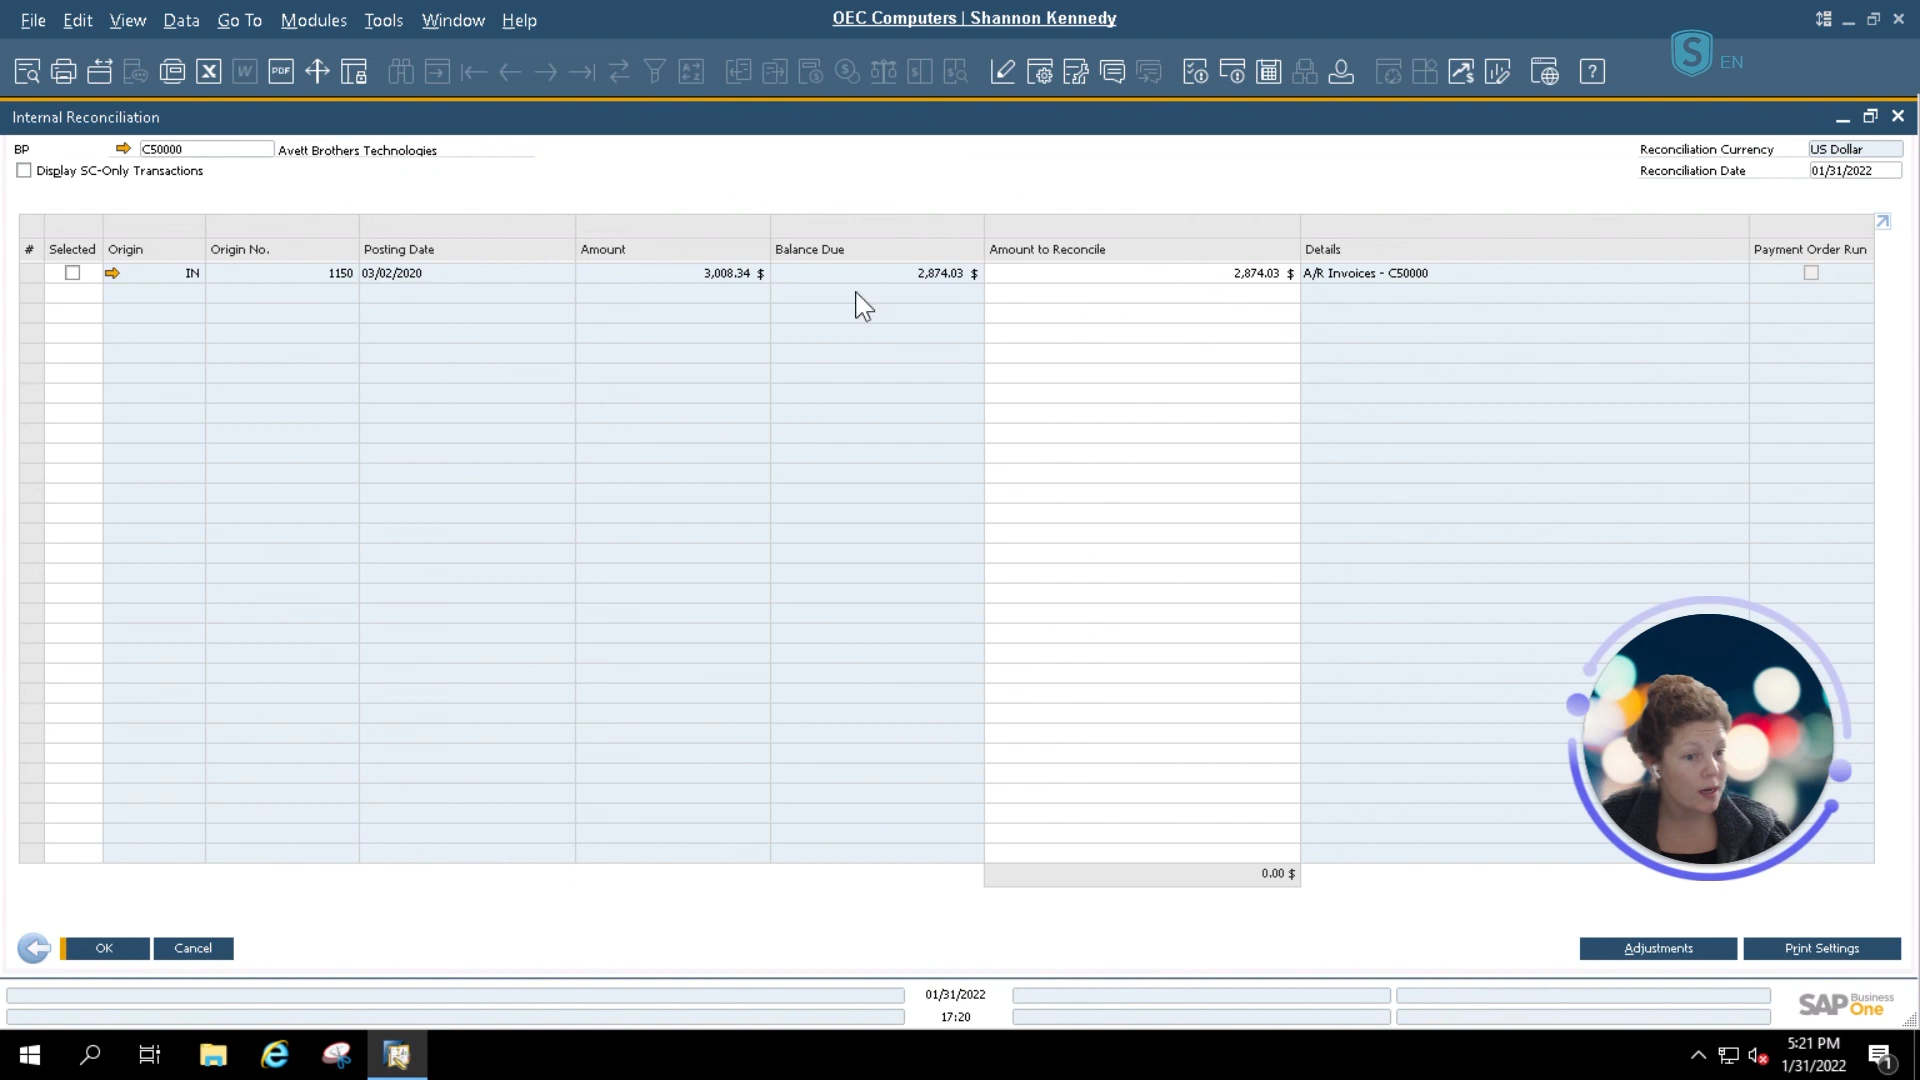 File Edit View Data Go To Modules Tools Window Help
OEC Computers | Shannon Kennedy
W PDF
S EN
Internal Reconciliation
BP C50000 Avett Brothers Technologies
Display SC-Only Transactions
Reconciliation Currency US Dollar
Reconciliation Date 01/31/2022
# Selected Origin Origin No. Posting Date Amount Balance Due Amount to Reconcile Details Payment Order Run
IN 1150 03/02/2020 3,008.34 $ 2,874.03 $ 2,874.03 $ A/R Invoices - C50000
0.00 $
OK Cancel Adjustments Print Settings
01/31/2022
17:20
SAP Business One
5:21 PM
1/31/2022
1